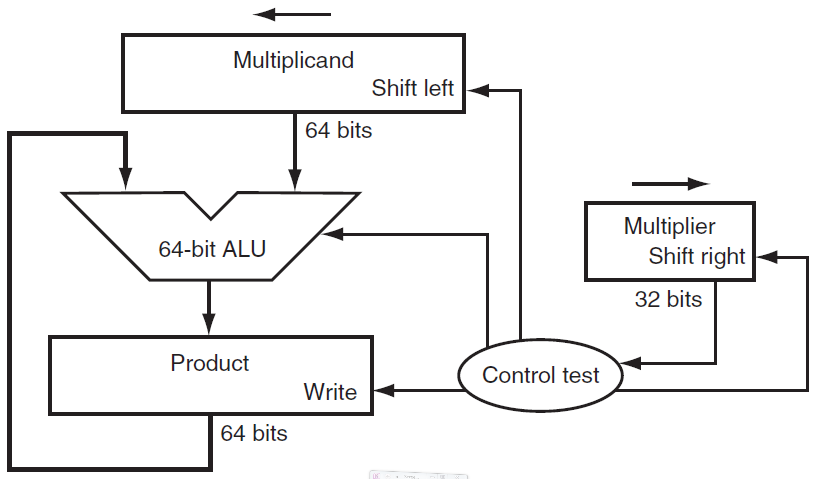 Multiplicand
Shift left
64 bits
64-bit ALU
Multiplier
Shift right
32 bits
Product
Write
Control test
64 bits